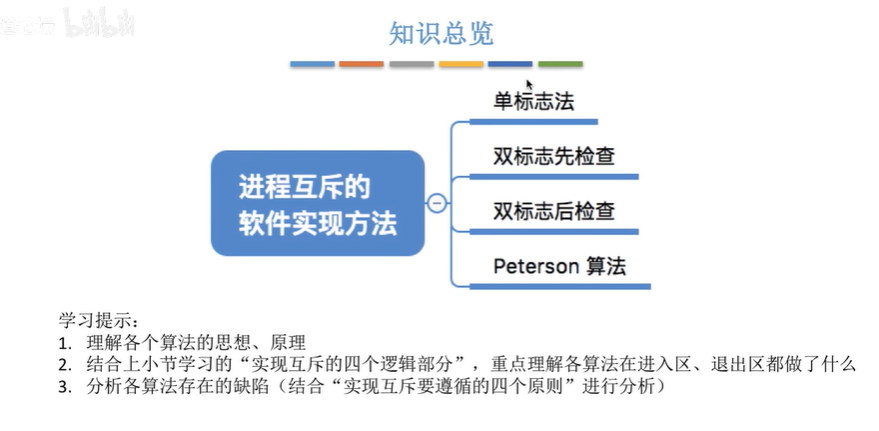 bilibili
知识总览
单标志法
双标志先检查
进程互斥的
软件实现方法
双标志后检查
Peterson 算法
学习提示：
1. 理解各个算法的思想、原理
2. 结合上小节学习的“实现互斥的四个逻辑部分”，重点理解各算法在进入区、退出区都做了什么
3. 分析各算法存在的缺陷（结合“实现互斥要遵循的四个原则”进行分析）